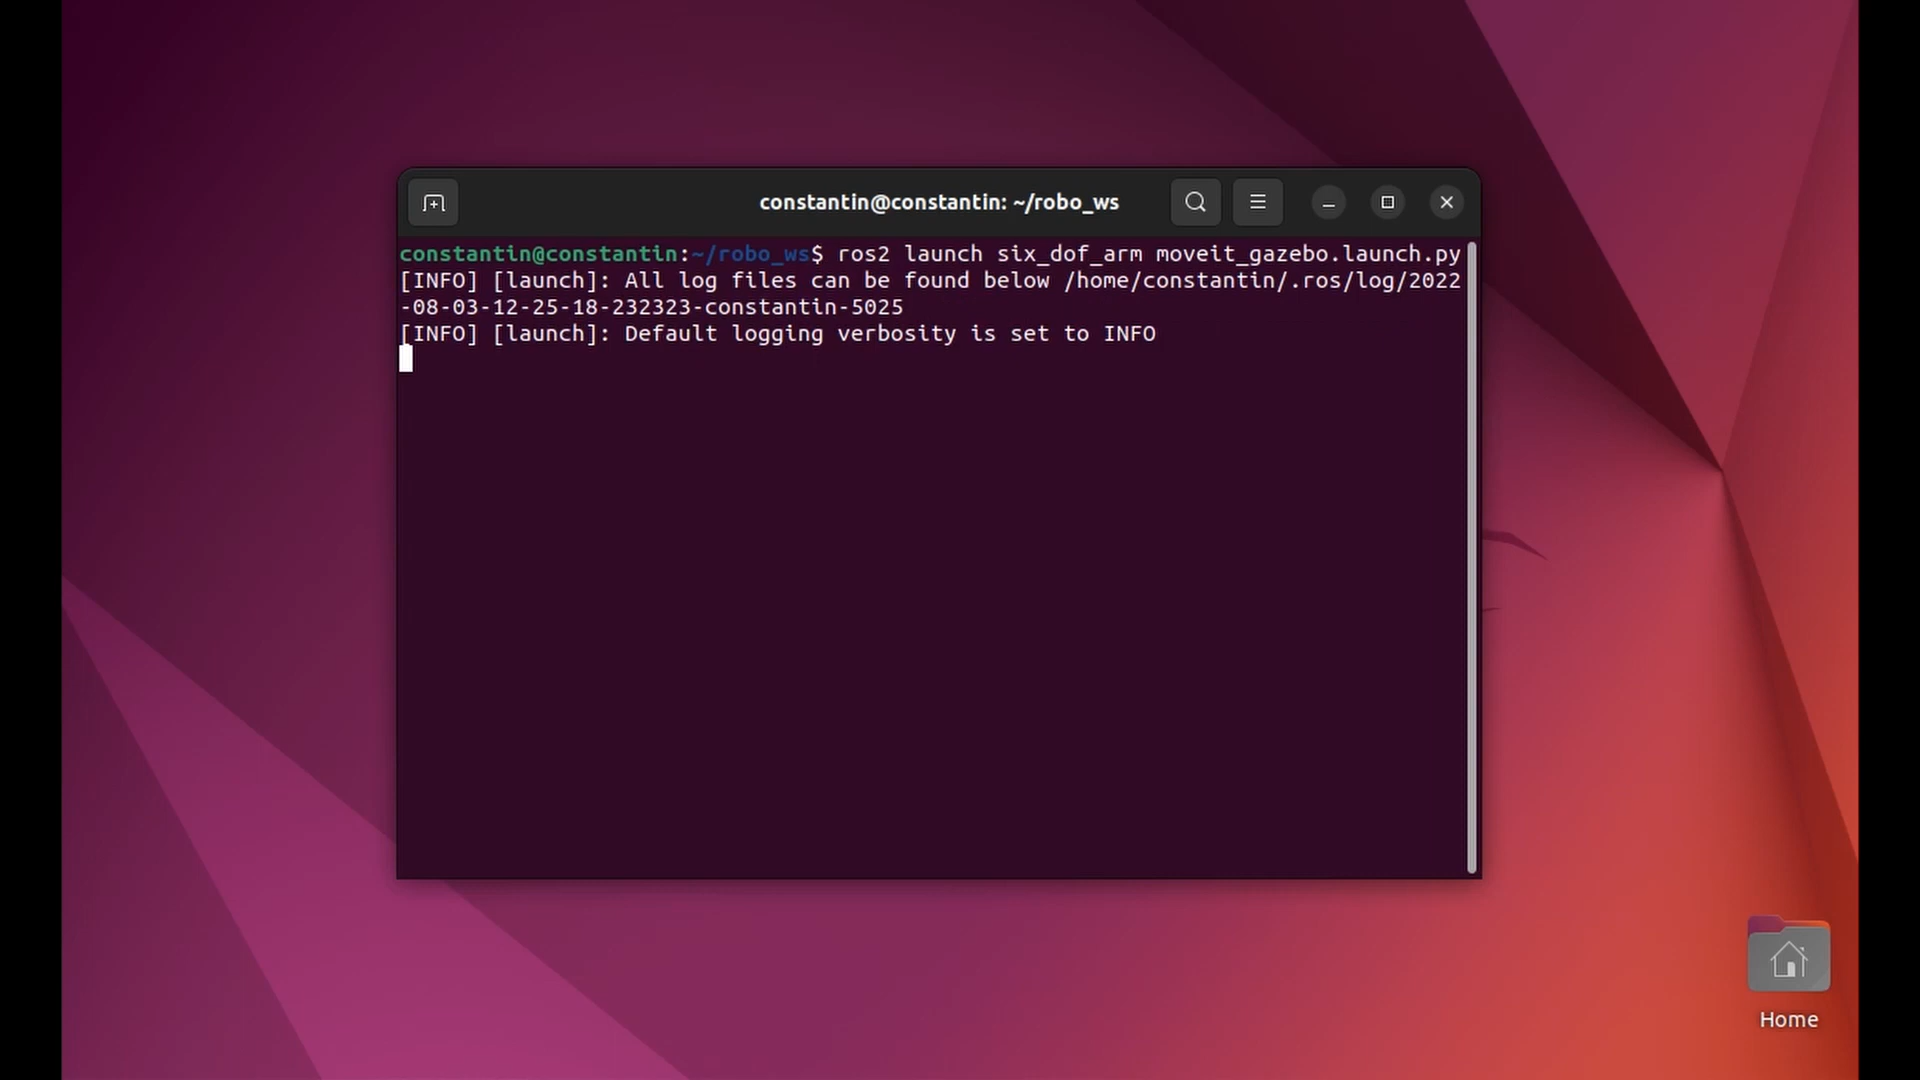 constantin@constantin: ~/robo_ws
constantin@constantin:~/robo_ws$ ros2 launch six_dof_arm moveit_gazebo.launch.py
[INFO] [launch]: All log files can be found below /home/constantin/.ros/log/2022
-08-03-12-25-18-232323-constantin-5025
[INFO] [launch]: Default logging verbosity is set to INFO
Home